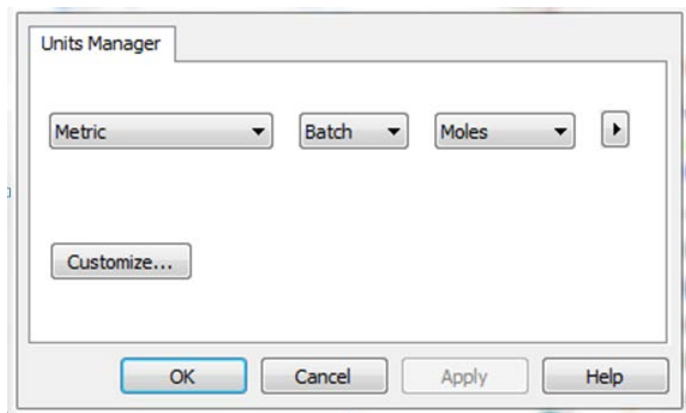 Units Manager
Metric Batch Moles
Customize...
OK Cancel Apply Help